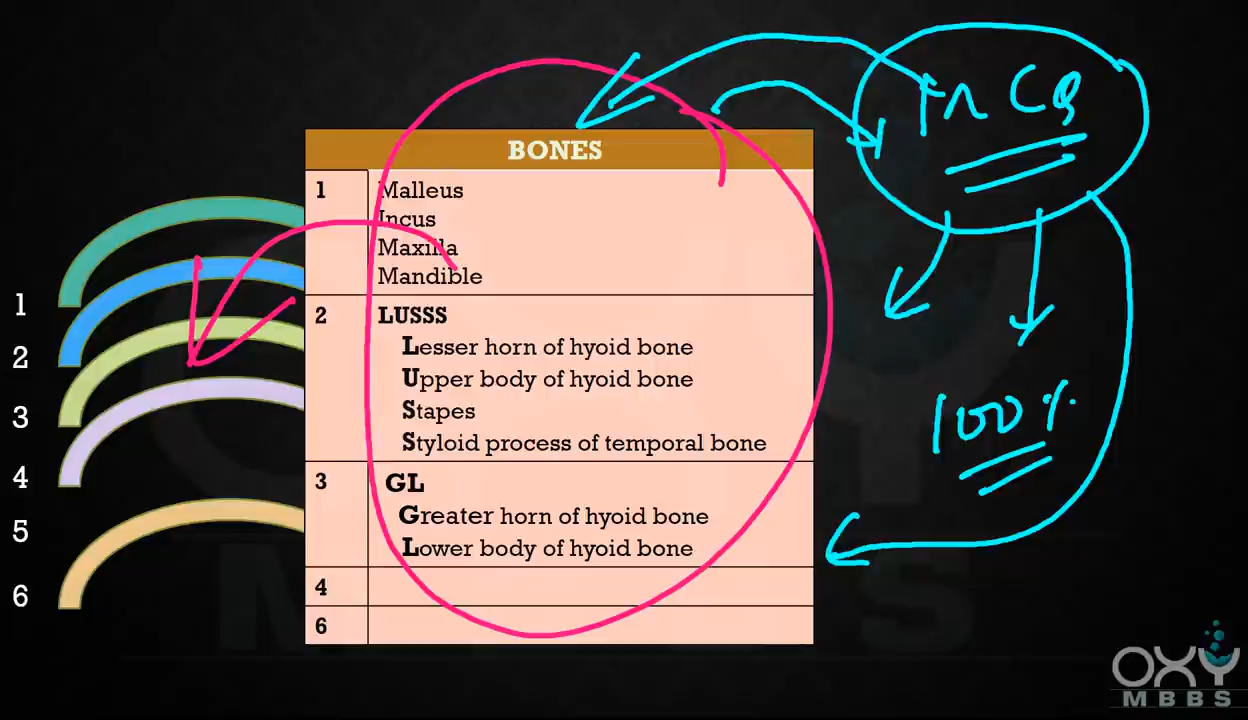 BONES
1 Malleus
Incus
Maxilla
Mandible
2 LUSSS
Lesser horn of hyoid bone
Upper body of hyoid bone
Stapes
Styloid process of temporal bone
3 GL
Greater horn of hyoid bone
Lower body of hyoid bone
4
6
1
2
3
4
5
6
MCQ
100%
OXY
MBBS